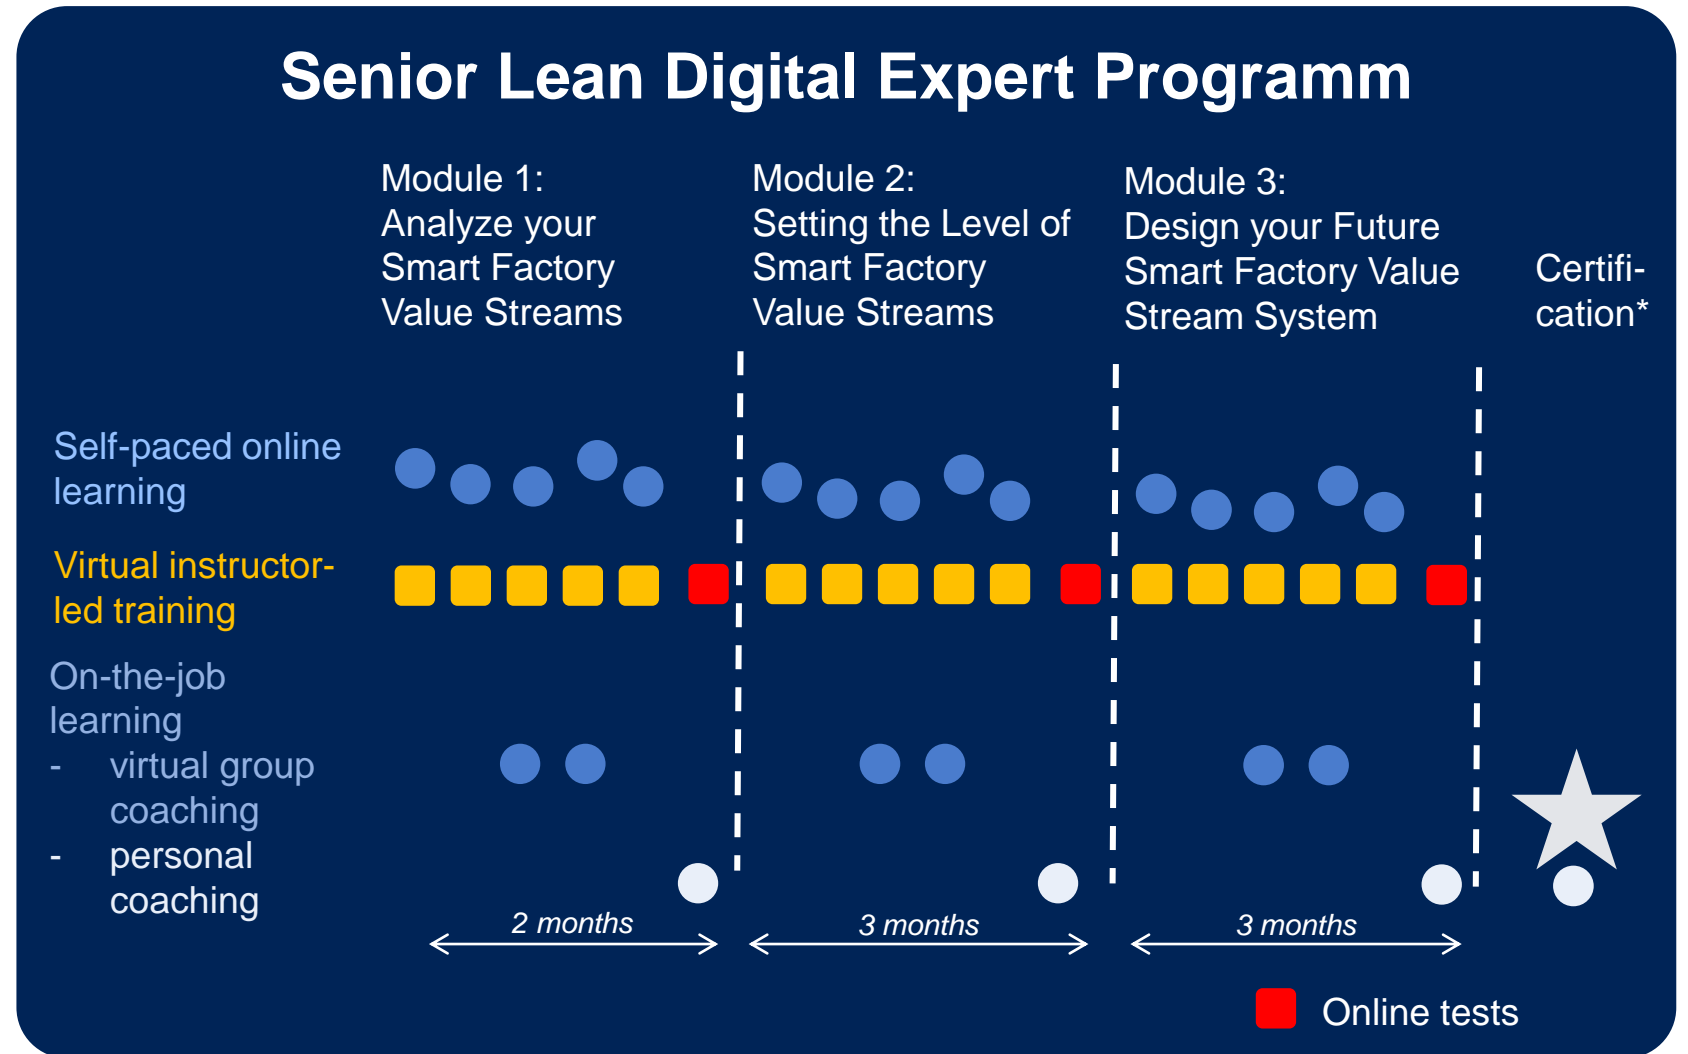 Senior Lean Digital Expert Programm
Module 1:
Analyze your
Smart Factory
Value Streams
Module 2:
Setting the Level of
Smart Factory
Value Streams
Module 3:
Design your Future
Smart Factory Value
Stream System
Certifi-
cation*
Self-paced online
learning
Virtual instructor-
led training
On-the-job
learning
- virtual group
coaching
- personal
coaching
2 months
3 months
3 months
Online tests